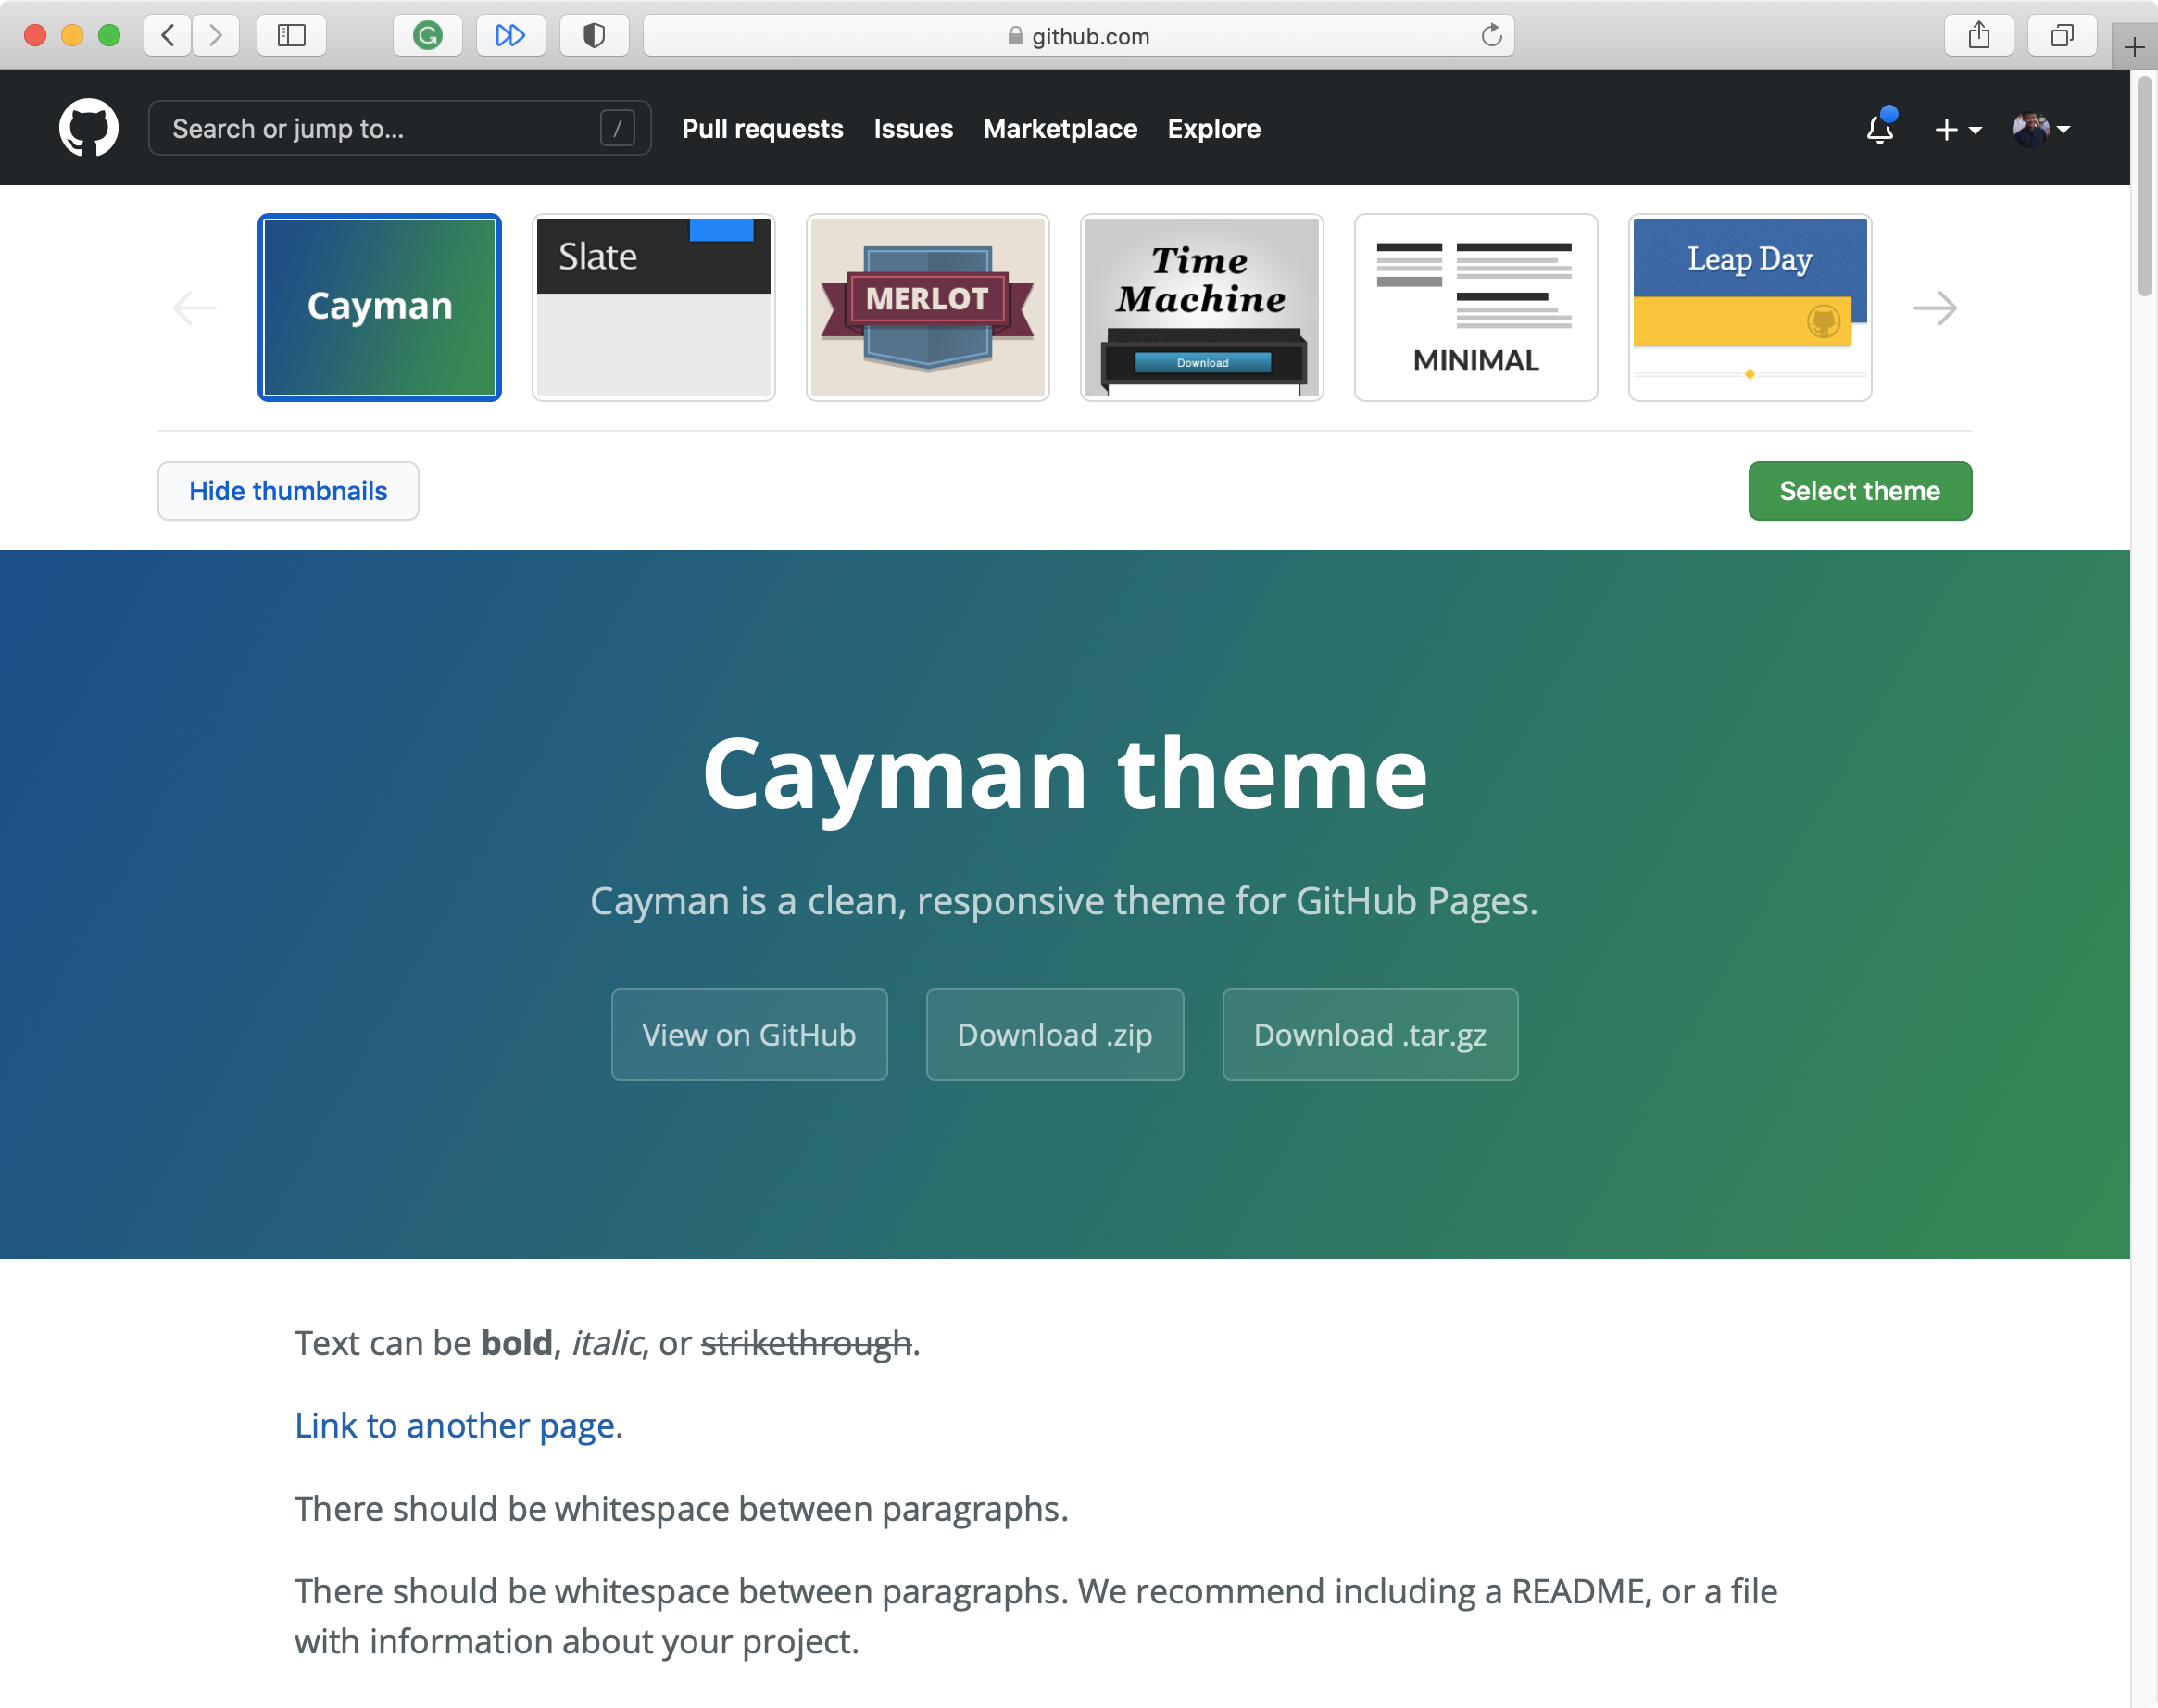 github.com
Search or jump to... /
Pull requests Issues Marketplace Explore
Cayman
Slate
MERLOT
Time
Machine
Download
MINIMAL
Leap Day
Hide thumbnails
Select theme
Cayman theme
Cayman is a clean, responsive theme for GitHub Pages.
View on GitHub
Download .zip
Download .tar.gz
Text can be bold, italic, or strikethrough.
Link to another page.
There should be whitespace between paragraphs.
There should be whitespace between paragraphs. We recommend including a README, or a file
with information about your project.